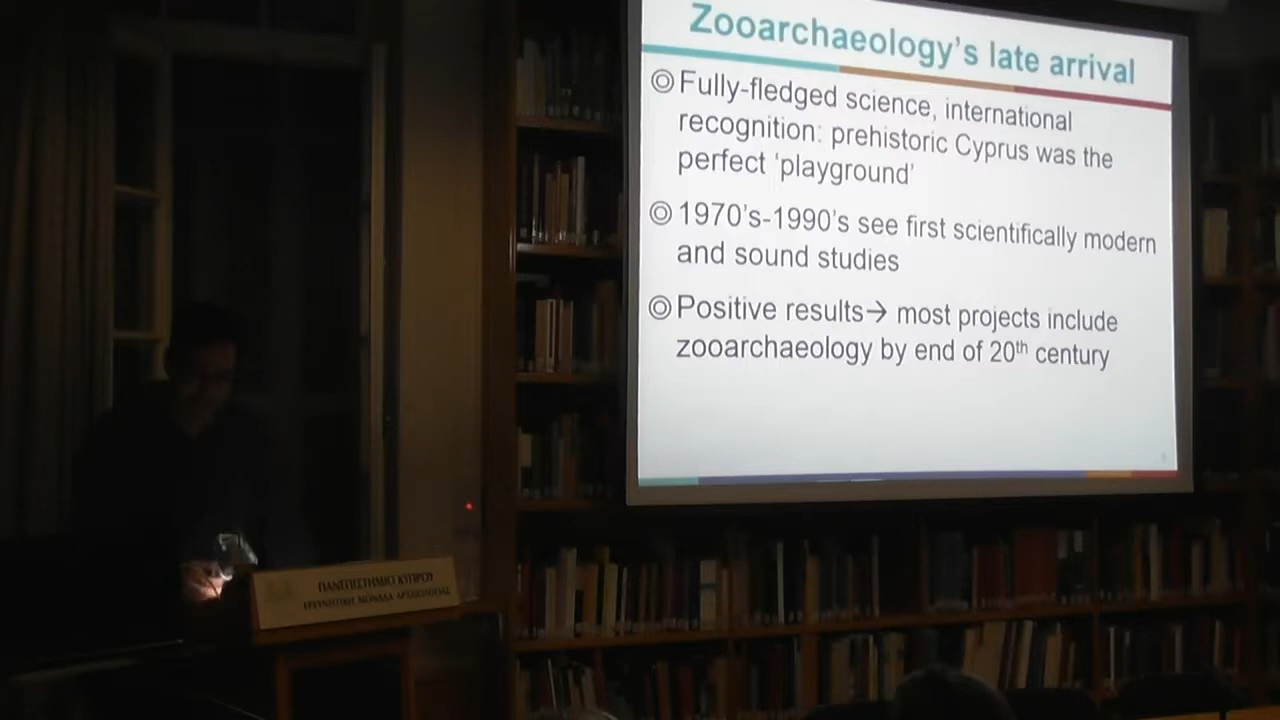 Zooarchaeology's late arrival
◎ Fully-fledged science, international
recognition: prehistoric Cyprus was the
perfect ‘playground’
◎ 1970's-1990's see first scientifically modern
and sound studies
◎ Positive results→ most projects include
zooarchaeology by end of 20th century
ΠΑΝΕΠΙΣΤΗΜΙΟ ΚΥΠΡΟΥ
ΕΡΕΥΝΗΤΙΚΗ ΜΟΝΑΔΑ ΑΡΧΑΙΟΛΟΓΙΑΣ